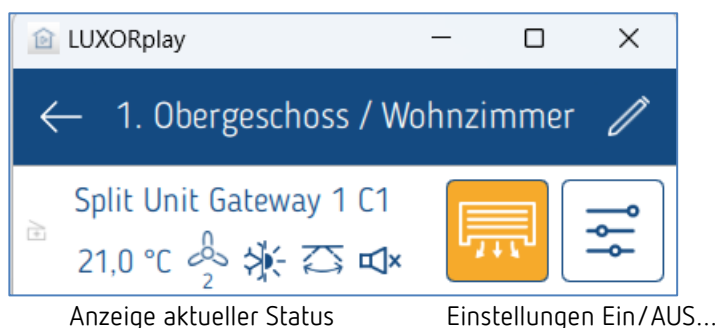 LUXORplay
1. Obergeschoss / Wohnzimmer
Split Unit Gateway 1 C1
21,0 °C
2
Anzeige aktueller Status Einstellungen Ein/AUS...